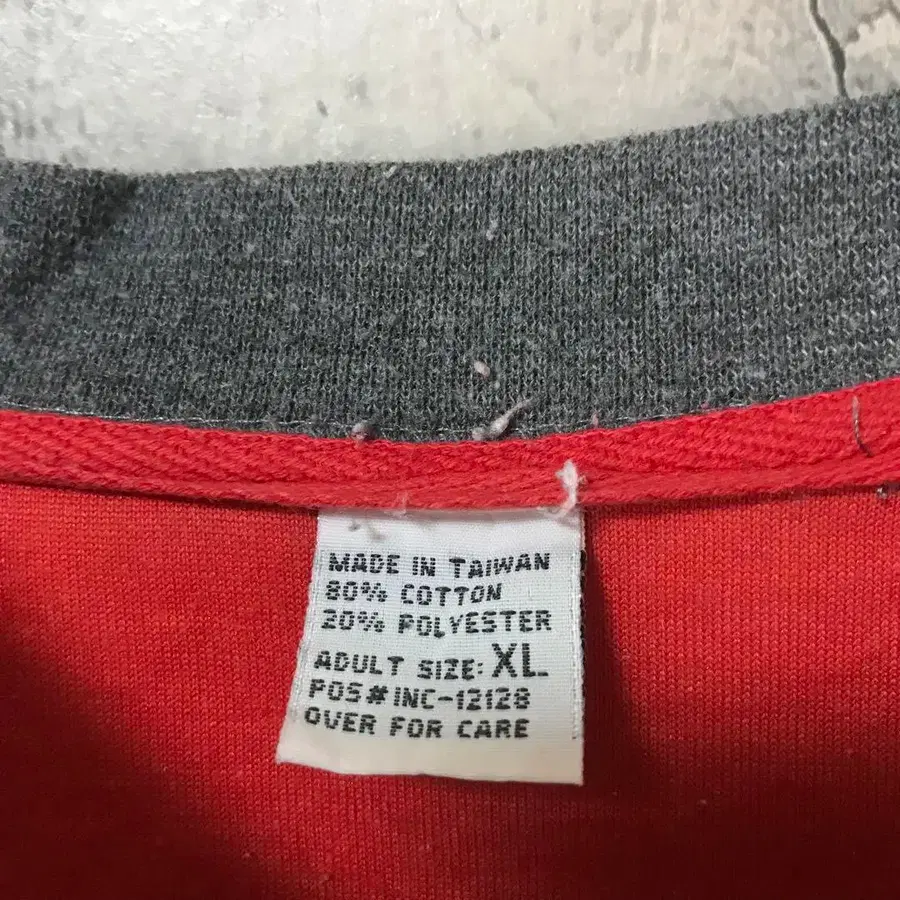 MADE IN TAIWAN
80% COTTON
20% POLYESTER
ADULT SIZE: XL
POS# INC-12128
OVER FOR CARE